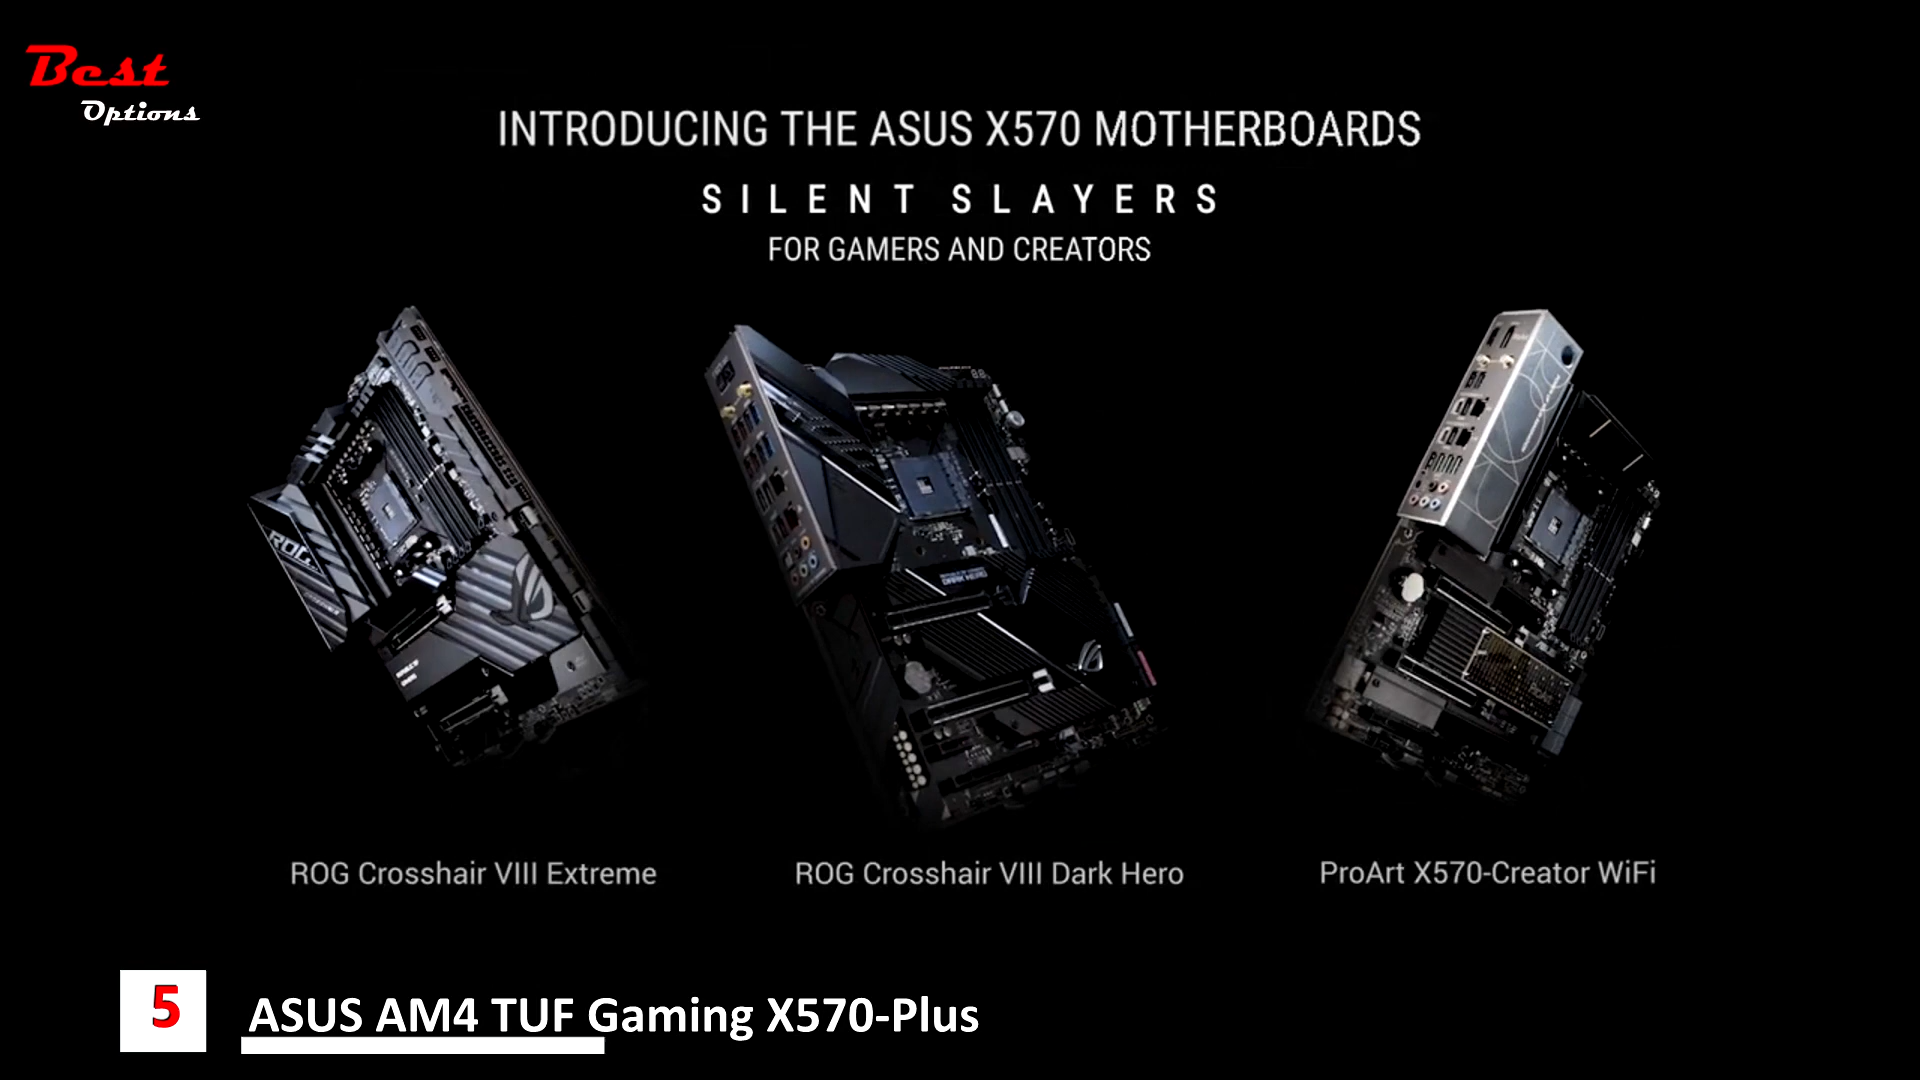 Best
Options
INTRODUCING THE ASUS X570 MOTHERBOARDS
SILENT SLAYERS
FOR GAMERS AND CREATORS
ROG
ROG Crosshair VIII Extreme
ROG Crosshair VIII Dark Hero
ProArt X570-Creator WiFi
5
ASUS AM4 TUF Gaming X570-Plus